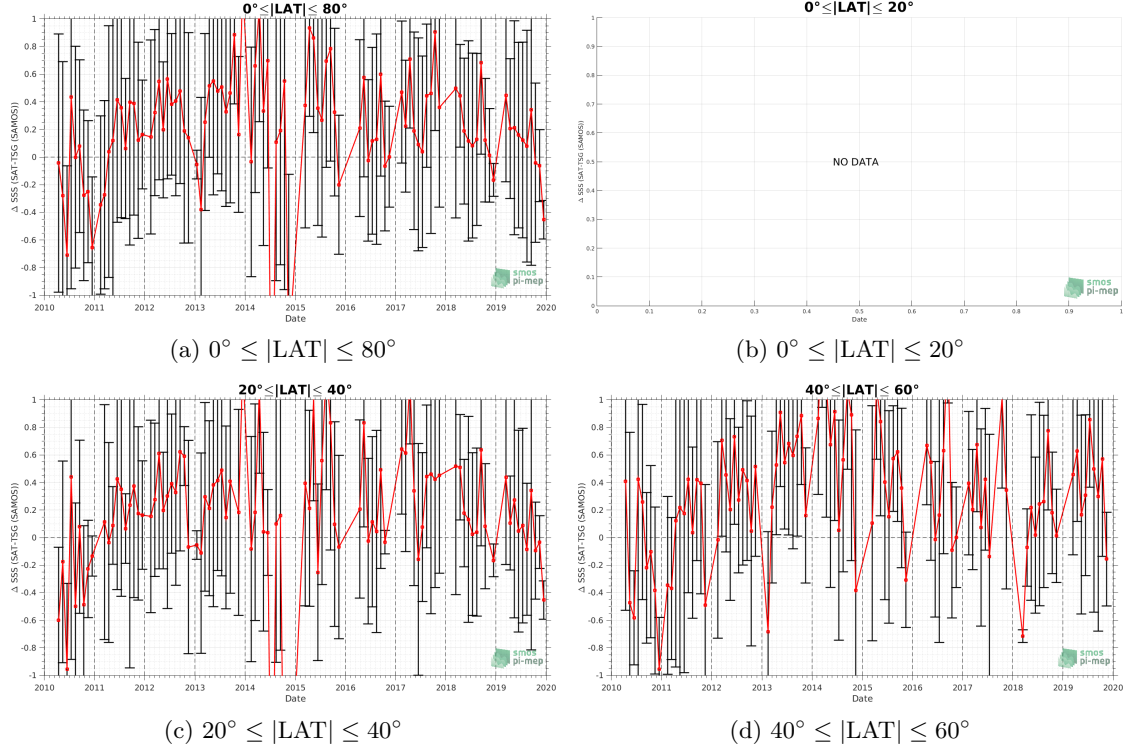 0°≤|LAT|≤ 80°
Δ SSS (SAT-TSG (SAMOS))
1
0.8
0.6
0.4
0.2
0
-0.2
-0.4
-0.6
-0.8
-1
2010 2011 2012 2013 2014 2015 2016 2017 2018 2019 2020
Date
smos
pi-mep
(a) 0° ≤ |LAT| ≤ 80°
0°≤|LAT|≤ 20°
Δ SSS (SAT-TSG (SAMOS))
1
0.9
0.8
0.7
0.6
0.5
0.4
0.3
0.2
0.1
0
NO DATA
0 0.1 0.2 0.3 0.4 0.5 0.6 0.7 0.8 0.9 1
Date
smos
pi-mep
(b) 0° ≤ |LAT| ≤ 20°
20°≤|LAT|≤ 40°
Δ SSS (SAT-TSG (SAMOS))
1
0.8
0.6
0.4
0.2
0
-0.2
-0.4
-0.6
-0.8
-1
2010 2011 2012 2013 2014 2015 2016 2017 2018 2019 2020
Date
smos
pi-mep
(c) 20° ≤ |LAT| ≤ 40°
40°≤|LAT|≤ 60°
Δ SSS (SAT-TSG (SAMOS))
1
0.8
0.6
0.4
0.2
0
-0.2
-0.4
-0.6
-0.8
-1
2010 2011 2012 2013 2014 2015 2016 2017 2018 2019 2020
Date
smos
pi-mep
(d) 40° ≤ |LAT| ≤ 60°